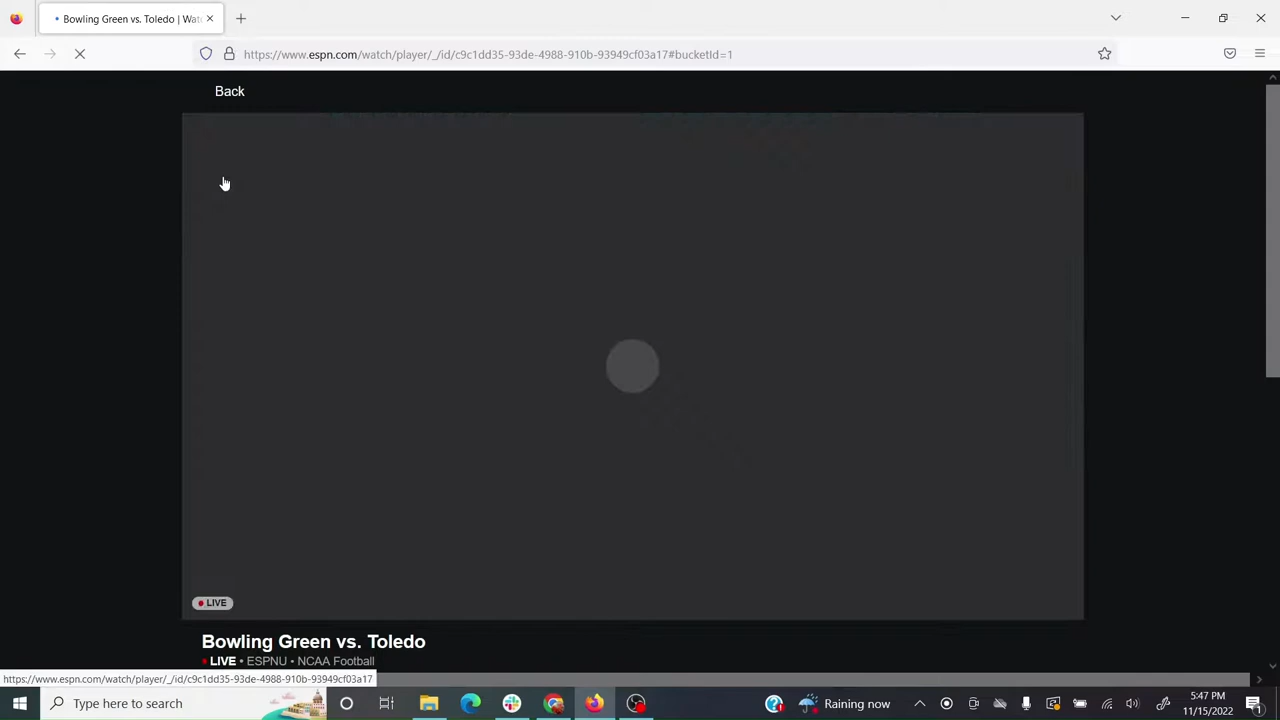 Bowling Green vs. Toledo | Wat
https://www.espn.com/watch/player/_/id/c9c1dd35-93de-4988-910b-93949cf03a17#bucketId=1
Back
LIVE
Bowling Green vs. Toledo
LIVE • ESPNU • NCAA Football
https://www.espn.com/watch/player/_/id/c9c1dd35-93de-4988-910b-93949cf03a17
Type here to search
Raining now
5:47 PM
11/15/2022
1